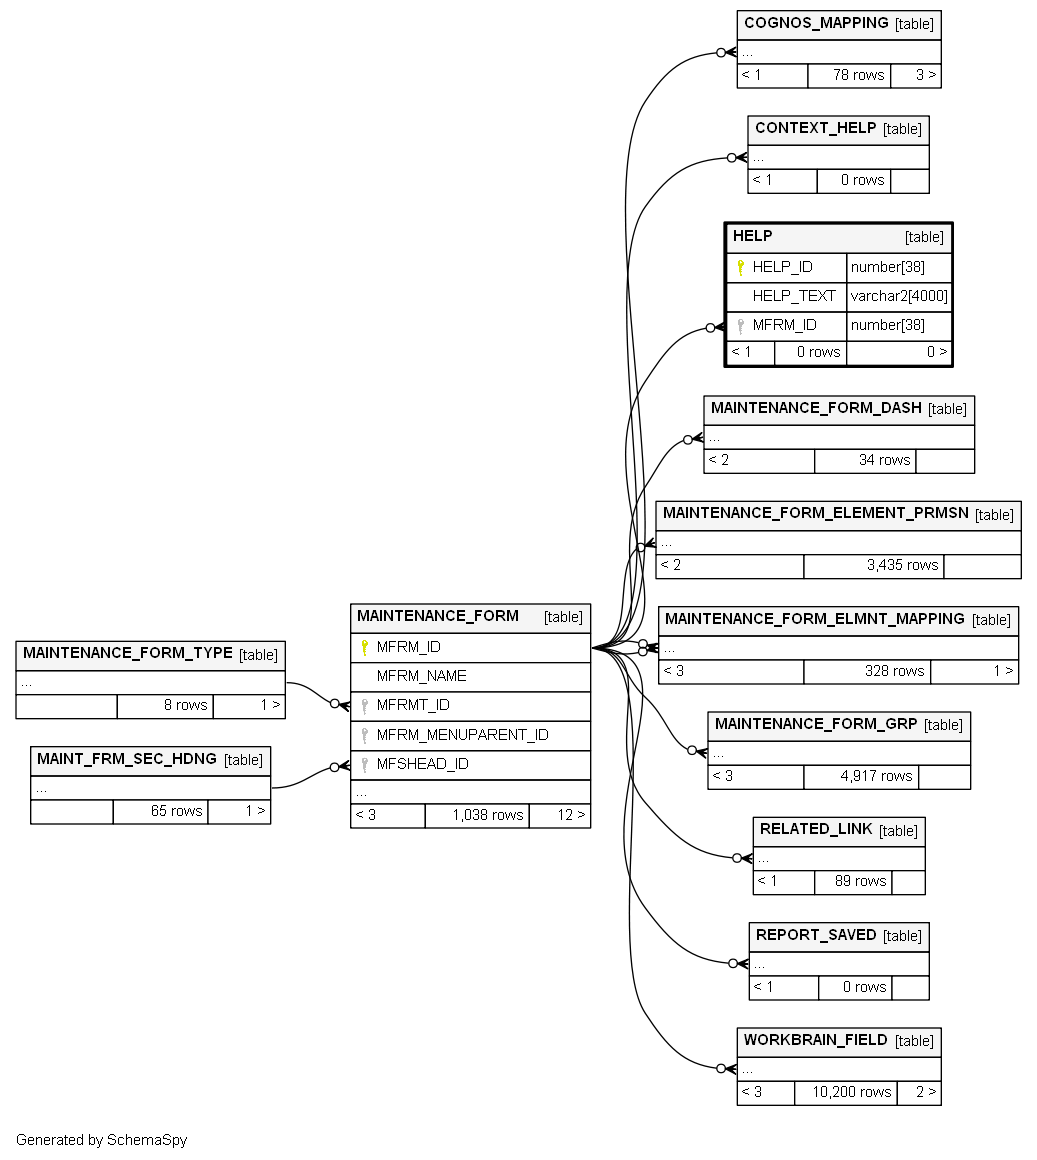 COGNOS_MAPPING [table]
...
< 1 78 rows 3 >
CONTEXT_HELP [table]
...
< 1 0 rows
HELP [table]
HELP_ID number[38]
HELP_TEXT varchar2[4000]
MFRM_ID number[38]
< 1 0 rows 0 >
MAINTENANCE_FORM_DASH [table]
...
< 2 34 rows
MAINTENANCE_FORM_ELEMENT_PRMSN [table]
...
< 2 3,435 rows
MAINTENANCE_FORM_TYPE [table]
...
8 rows 1 >
MAINT_FRM_SEC_HDNG [table]
...
65 rows 1 >
MAINTENANCE_FORM [table]
MFRM_ID
MFRM_NAME
MFRMT_ID
MFRM_MENUPARENT_ID
MFSHEAD_ID
...
< 3 1,038 rows 12 >
MAINTENANCE_FORM_ELMNT_MAPPING [table]
...
< 3 328 rows 1 >
MAINTENANCE_FORM_GRP [table]
...
< 3 4,917 rows
RELATED_LINK [table]
...
< 1 89 rows
REPORT_SAVED [table]
...
< 1 0 rows
WORKBRAIN_FIELD [table]
...
< 3 10,200 rows 2 >
Generated by SchemaSpy